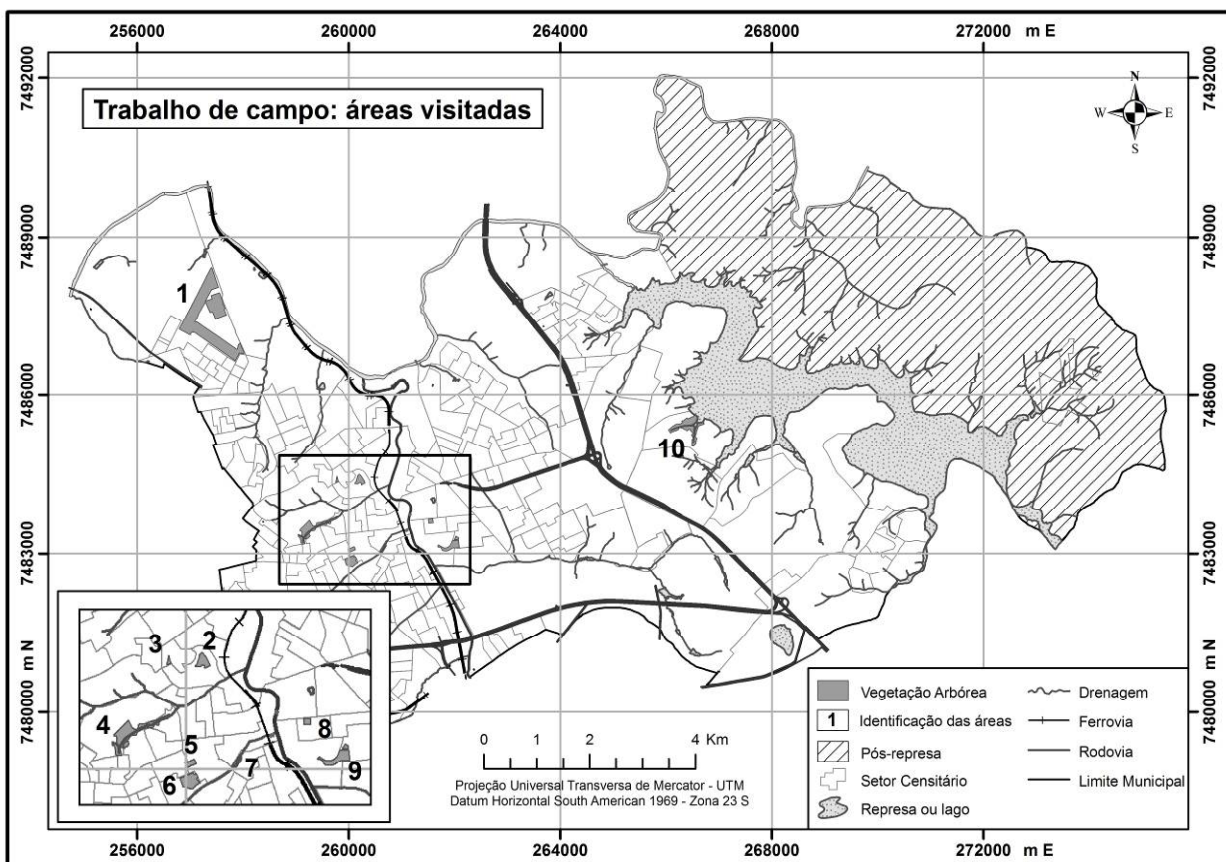 256000 260000 264000 268000 272000 m E
7492000 7492000
Trabalho de campo: áreas visitadas
N
W E
S
7489000 7489000
1
7486000 7486000
10
7483000 7483000
3 2
4
5
6 7
8
9
m N 7480000 7480000 m N
0 1 2 4 Km
Projeção Universal Transversa de Mercator - UTM
Datum Horizontal South American 1969 - Zona 23 S
Vegetação Arbórea Drenagem
1 Identificação das áreas Ferrovia
Pós-represa Rodovia
Setor Censitário Limite Municipal
Represa ou lago
256000 260000 264000 268000 272000